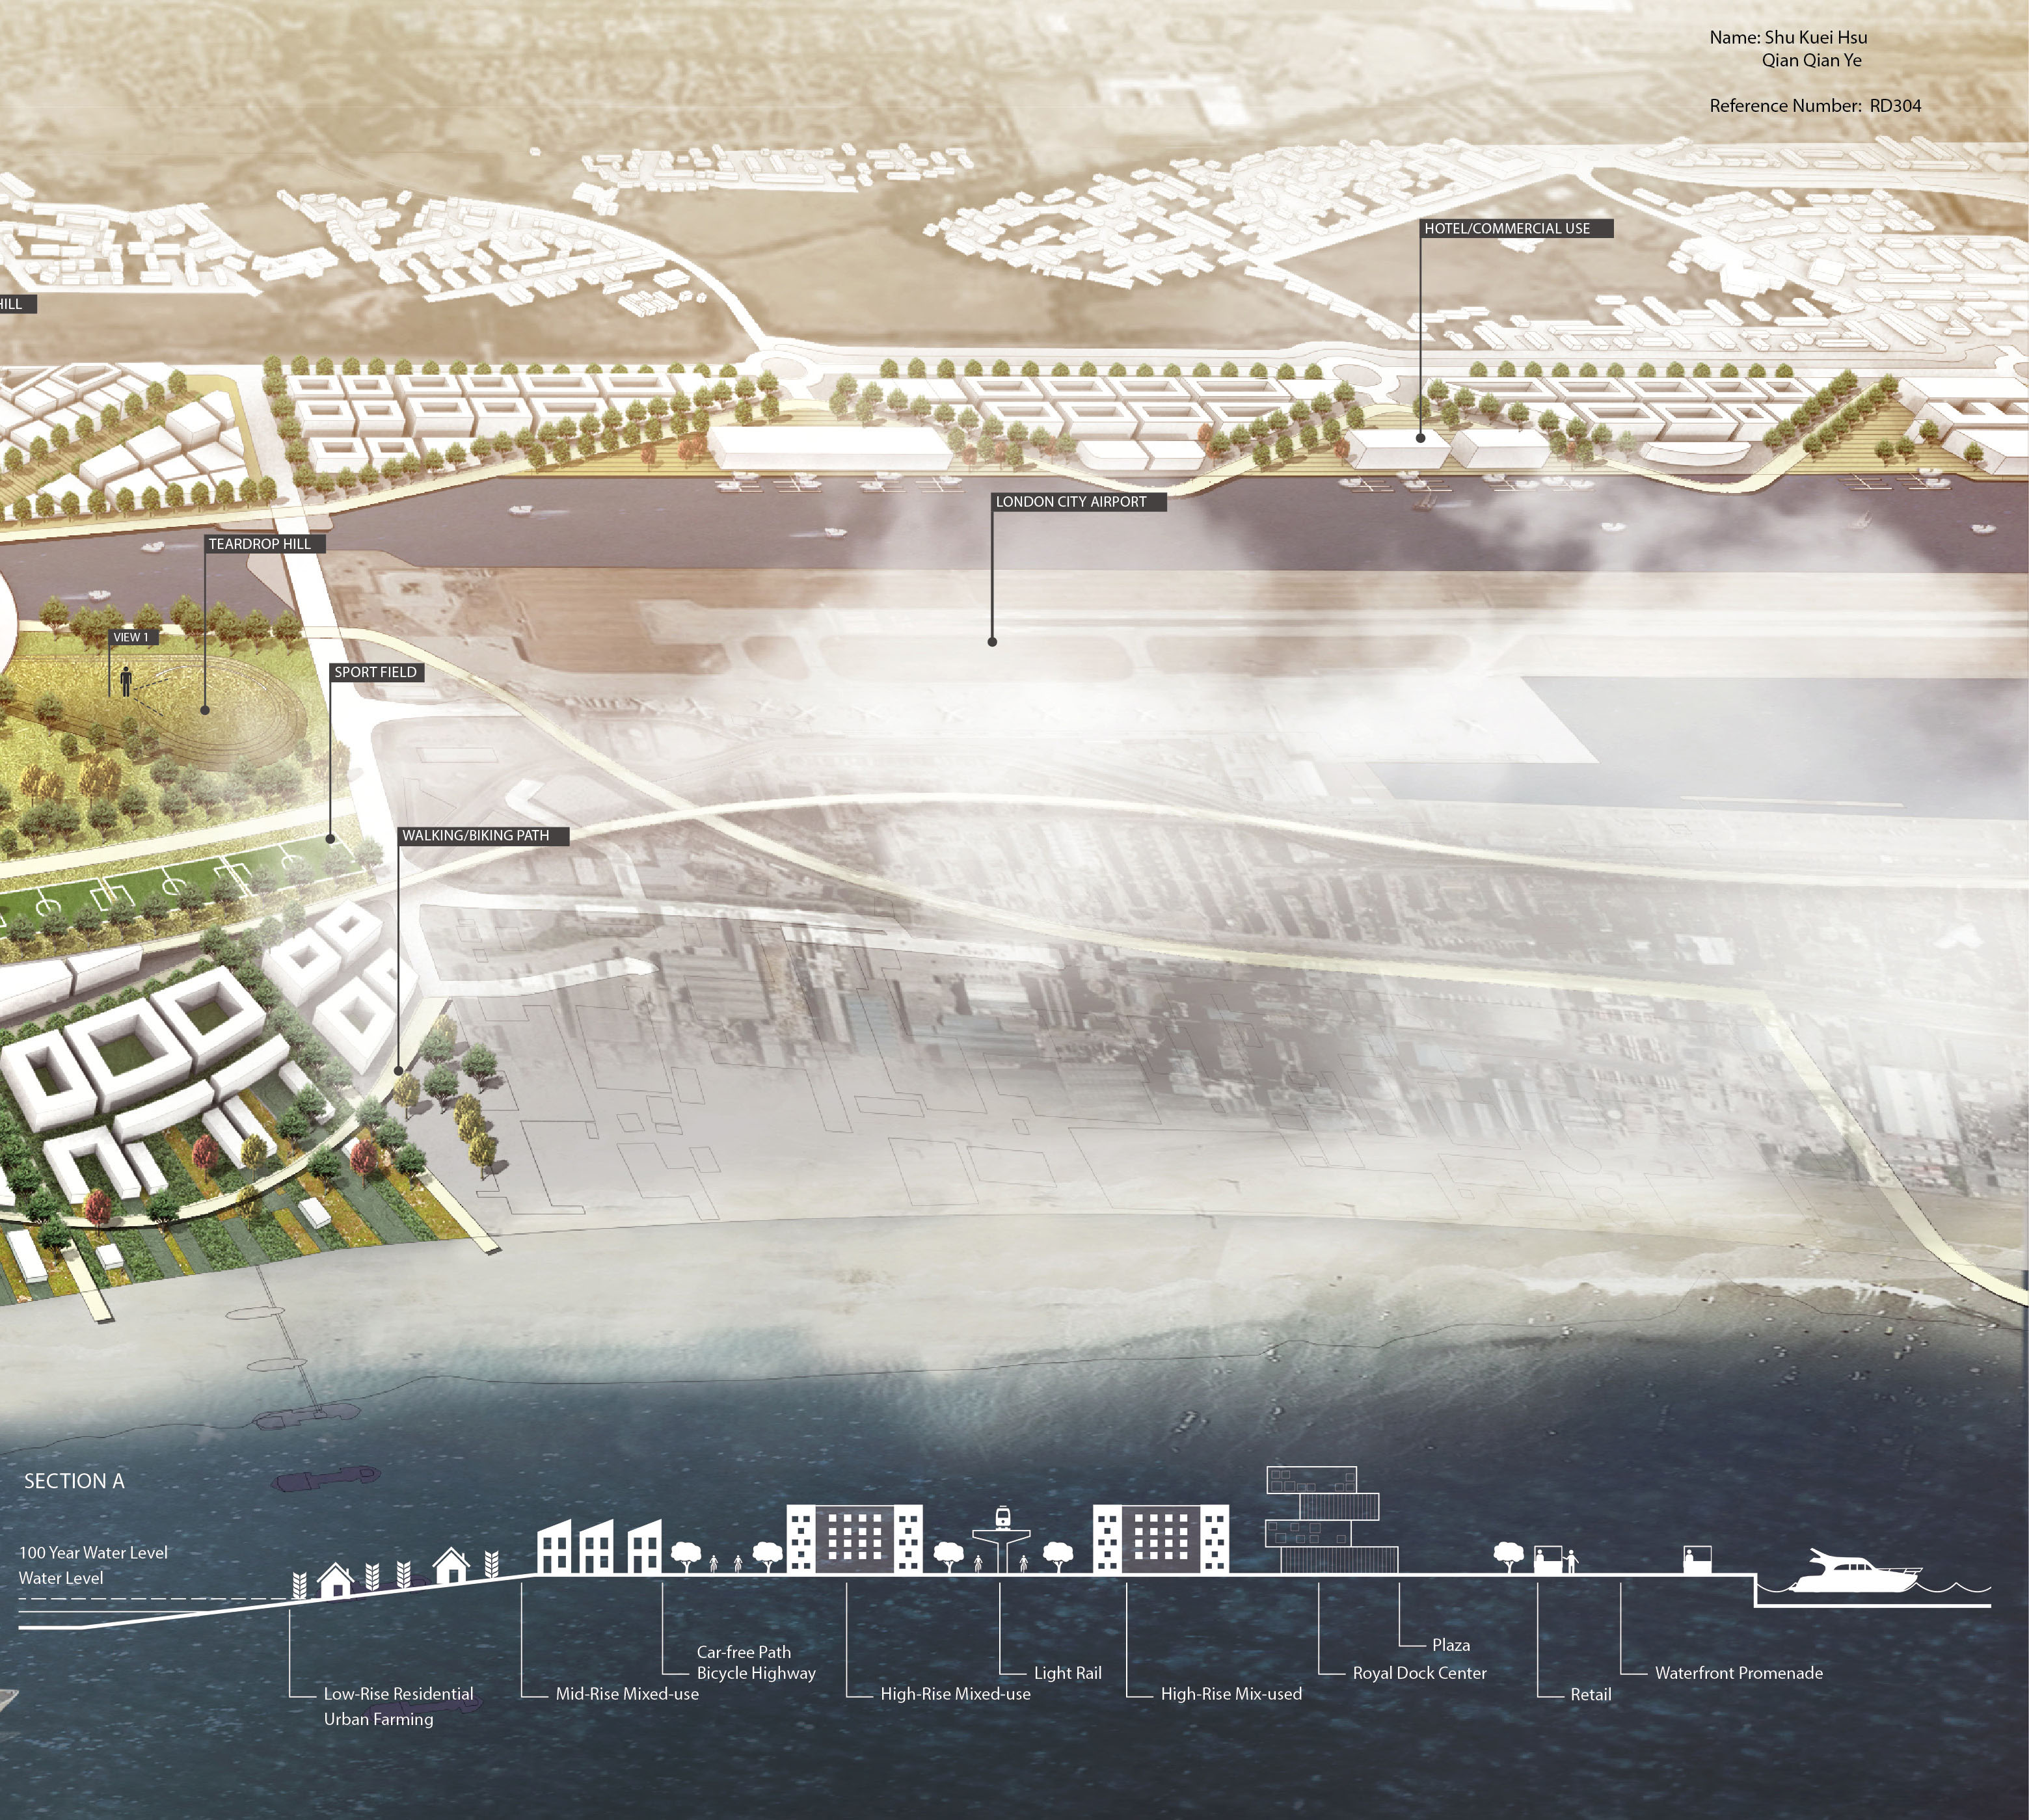 Name: Shu Kuei Hsu
Qian Qian Ye
Reference Number: RD304
HOTEL/COMMERCIAL USE
HILL
LONDON CITY AIRPORT
TEARDROP HILL
VIEW 1
SPORT FIELD
WALKING/BIKING PATH
SECTION A
100 Year Water Level
Water Level
Low-Rise Residential
Urban Farming
Mid-Rise Mixed-use
Car-free Path
Bicycle Highway
High-Rise Mixed-use
Light Rail
High-Rise Mix-used
Royal Dock Center
Plaza
Retail
Waterfront Promenade